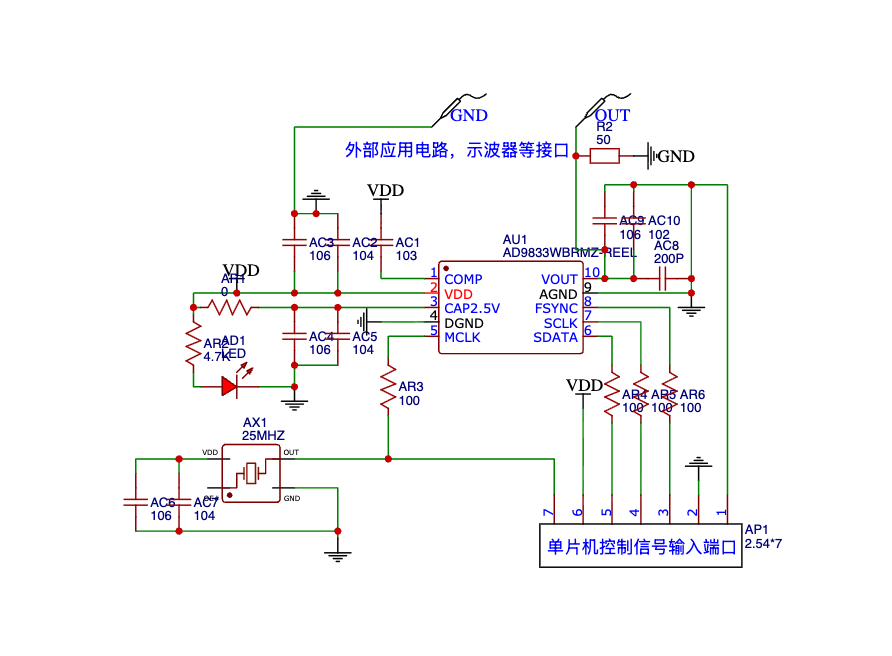 GND
OUT
R2
50
外部应用电路，示波器等接口
GND
VDD
AC3
106
AC2
104
AC1
103
AC9
106
AC10
102
AC8
200P
AU1
AD9833WBRMZ-REEL
VDD
AR1
0
1 COMP
2 VDD
3 CAP2.5V
4 DGND
5 MCLK
VOUT 10
AGND 9
FSYNC 8
SCLK 7
SDATA 6
AR2
4.7K
AD1
LED
AC4
106
AC5
104
AR3
100
VDD
AR4
100
AR5
100
AR6
100
AX1
25MHZ
VDD
OUT
GND
AC6
106
AC7
104
7 6 5 4 3 2 1
AP1
2.54*7
单片机控制信号输入端口